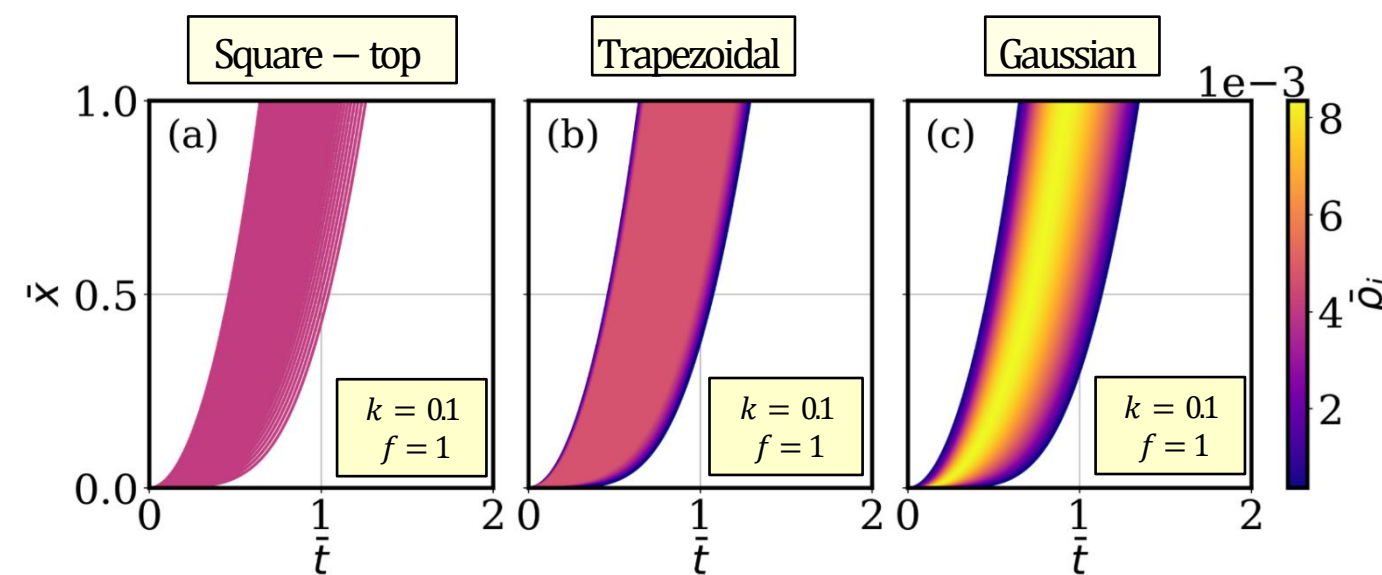 Square – top
Trapezoidal
Gaussian
1e−3
1.0
(a)
(b)
(c)
8
6
0.5
x̄
4
ρ̄ᵢ
2
k = 0.1
f = 1
k = 0.1
f = 1
k = 0.1
f = 1
0.0
0
1
2
0
1
2
0
1
2
t̄
t̄
t̄